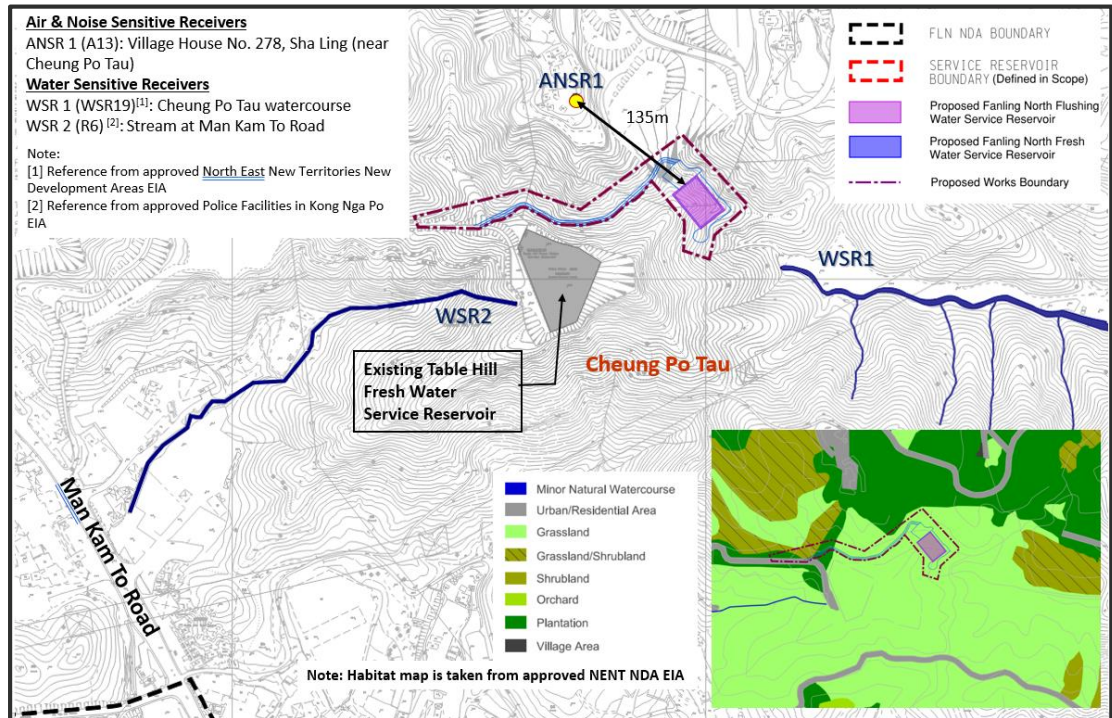 Air & Noise Sensitive Receivers
ANSR 1 (A13): Village House No. 278, Sha Ling (near
Cheung Po Tau)
Water Sensitive Receivers
WSR 1 (WSR19)[1]: Cheung Po Tau watercourse
WSR 2 (R6) [2]: Stream at Man Kam To Road
Note:
[1] Reference from approved North East New Territories New
Development Areas EIA
[2] Reference from approved Police Facilities in Kong Nga Po
EIA
ANSR1
135m
FLN NDA BOUNDARY
SERVICE RESERVOIR
BOUNDARY (Defined in Scope)
Proposed Fanling North Flushing
Water Service Reservoir
Proposed Fanling North Fresh
Water Service Reservoir
Proposed Works Boundary
WSR1
WSR2
Existing Table Hill
Fresh Water
Service Reservoir
Cheung Po Tau
Man Kam To Road
Minor Natural Watercourse
Urban/Residential Area
Grassland
Grassland/Shrubland
Shrubland
Orchard
Plantation
Village Area
Note: Habitat map is taken from approved NENT NDA EIA